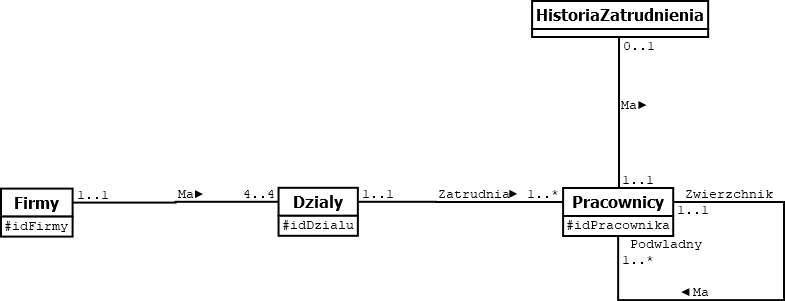 HistoriaZatrudnienia
0..1
Ma►
1..1
Firmy
#idFirmy
1..1
Ma►
4..4
Dzialy
#idDzialu
1..1
Zatrudnia►
1..*
Pracownicy
#idPracownika
Zwierzchnik
1..1
Podwladny
1..*
◄Ma